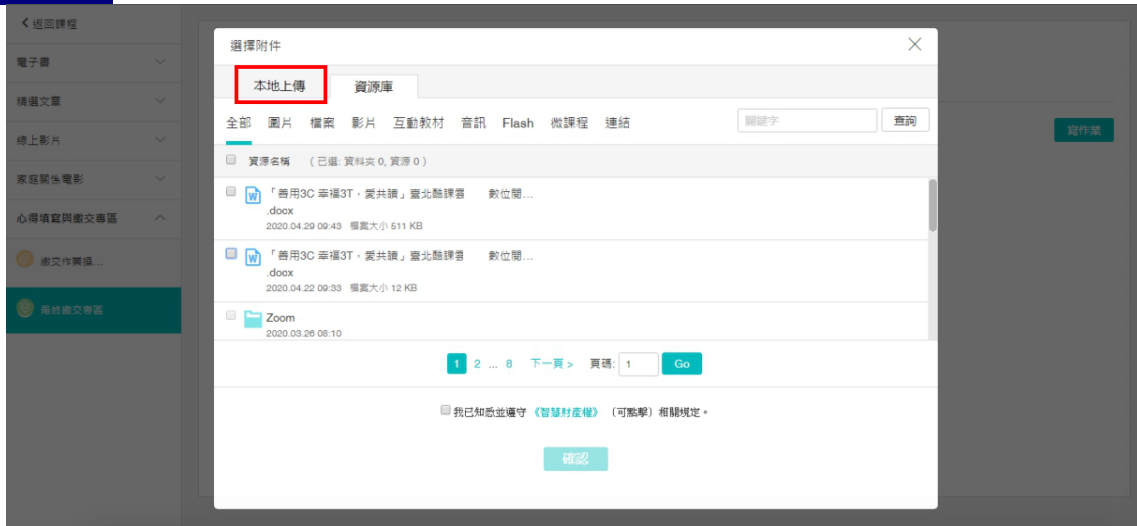 返回課程
電子書
精選文章
線上影片
家庭關係電影
心得填寫與繳交專區
繳交作業操...
最終繳交專區
選擇附件
本地上傳 資源庫
全部 圖片 檔案 影片 互動教材 音訊 Flash 微課程 連結 關鍵字 查詢
寫作業
資源名稱 (已選: 資料夾 0, 資源 0)
「善用3C 幸福3T,愛共讀」臺北酷課雲 數位閱...
.docx
2020.04.29 09:43 檔案大小 511 KB
「善用3C 幸福3T,愛共讀」臺北酷課雲 數位閱...
.docx
2020.04.22 09:33 檔案大小 12 KB
Zoom
2020.03.26 08:10
1 2 ... 8 下一頁 > 頁碼: 1 Go
我已知悉並遵守《智慧財產權》(可點擊)相關規定。
確認